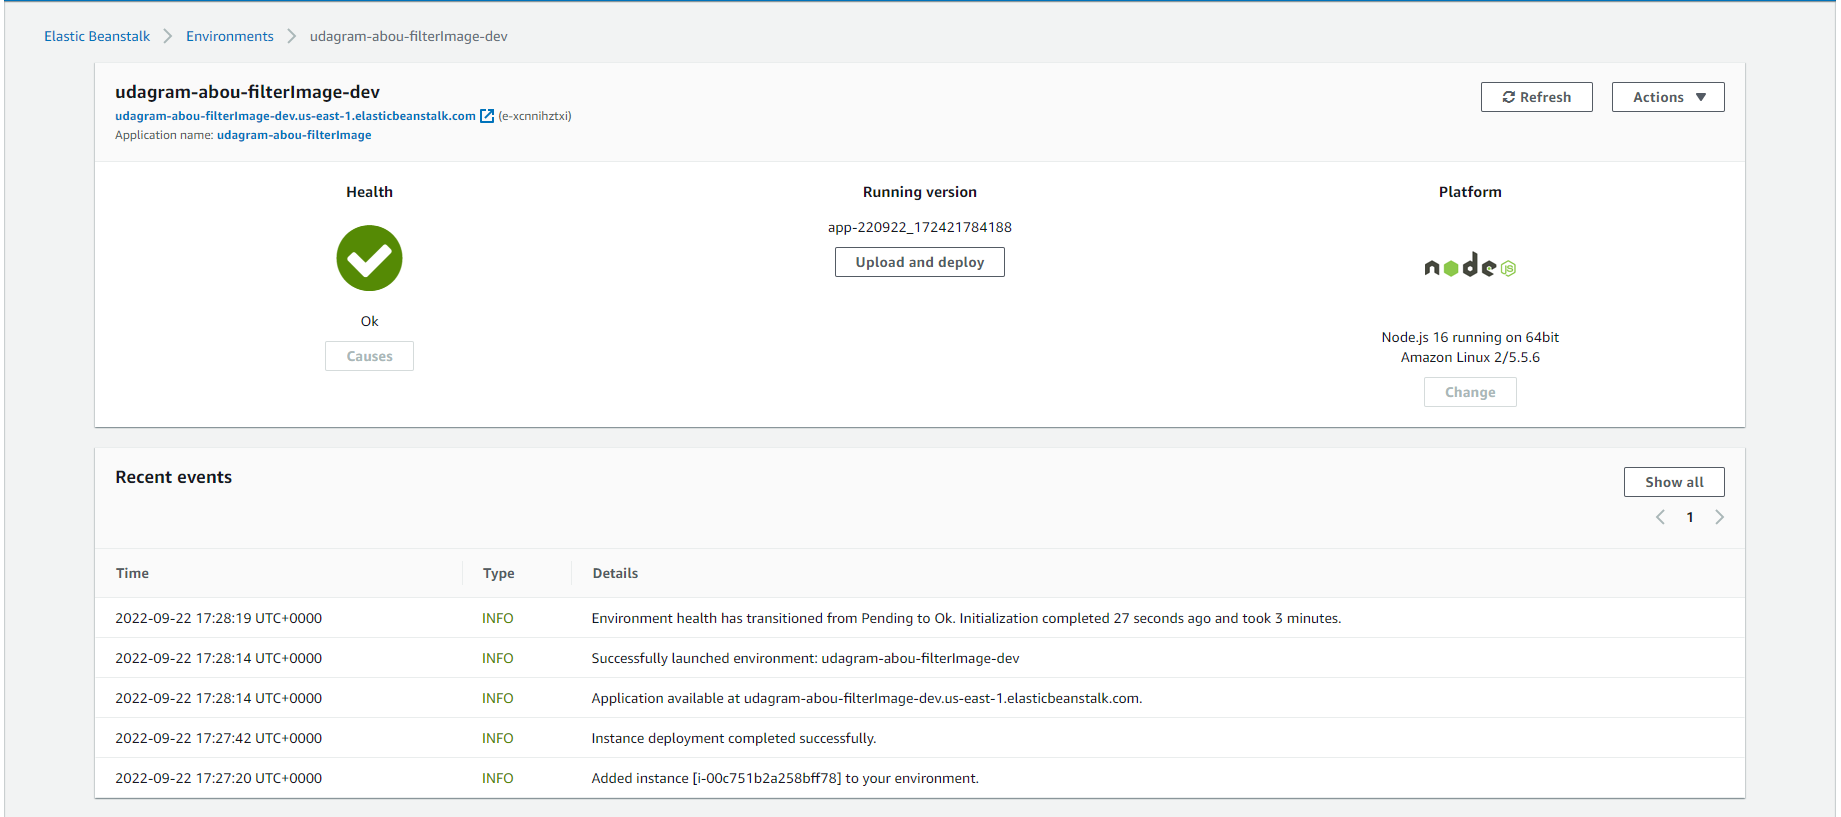 Elastic Beanstalk > Environments > udagram-abou-filterImage-dev
udagram-abou-filterImage-dev
Refresh
Actions ▼
udagram-abou-filterImage-dev.us-east-1.elasticbeanstalk.com (e-xcnnihztxi)
Application name: udagram-abou-filterImage
Health
Ok
Causes
Running version
app-220922_172421784188
Upload and deploy
Platform
node JS
Node.js 16 running on 64bit
Amazon Linux 2/5.5.6
Change
Recent events
Show all
< 1 >
Time Type Details
2022-09-22 17:28:19 UTC+0000 INFO Environment health has transitioned from Pending to Ok. Initialization completed 27 seconds ago and took 3 minutes.
2022-09-22 17:28:14 UTC+0000 INFO Successfully launched environment: udagram-abou-filterImage-dev
2022-09-22 17:28:14 UTC+0000 INFO Application available at udagram-abou-filterImage-dev.us-east-1.elasticbeanstalk.com.
2022-09-22 17:27:42 UTC+0000 INFO Instance deployment completed successfully.
2022-09-22 17:27:20 UTC+0000 INFO Added instance [i-00c751b2a258bff78] to your environment.